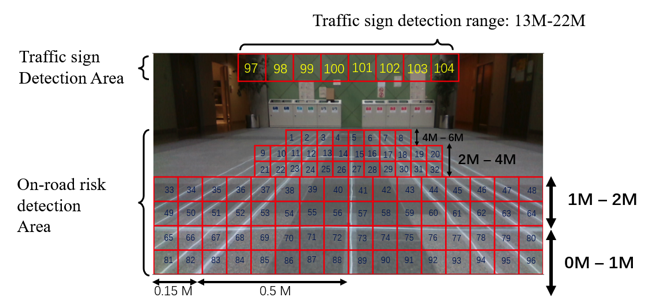 Traffic sign detection range: 13M-22M
Traffic sign
Detection Area
97 98 99 100 101 102 103 104
1 2 3 4 5 6 7 8
4M – 6M
9 10 11 12 13 14 15 16 17 18 19 20
2M – 4M
21 22 23 24 25 26 27 28 29 30 31 32
On-road risk
detection
Area
33 34 35 36 37 38 39 40 41 42 43 44 45 46 47 48
1M – 2M
49 50 51 52 53 54 55 56 57 58 59 60 61 62 63 64
65 66 67 68 69 70 71 72 73 74 75 76 77 78 79 80
0M – 1M
81 82 83 84 85 86 87 88 89 90 91 92 93 94 95 96
0.15 M
0.5 M